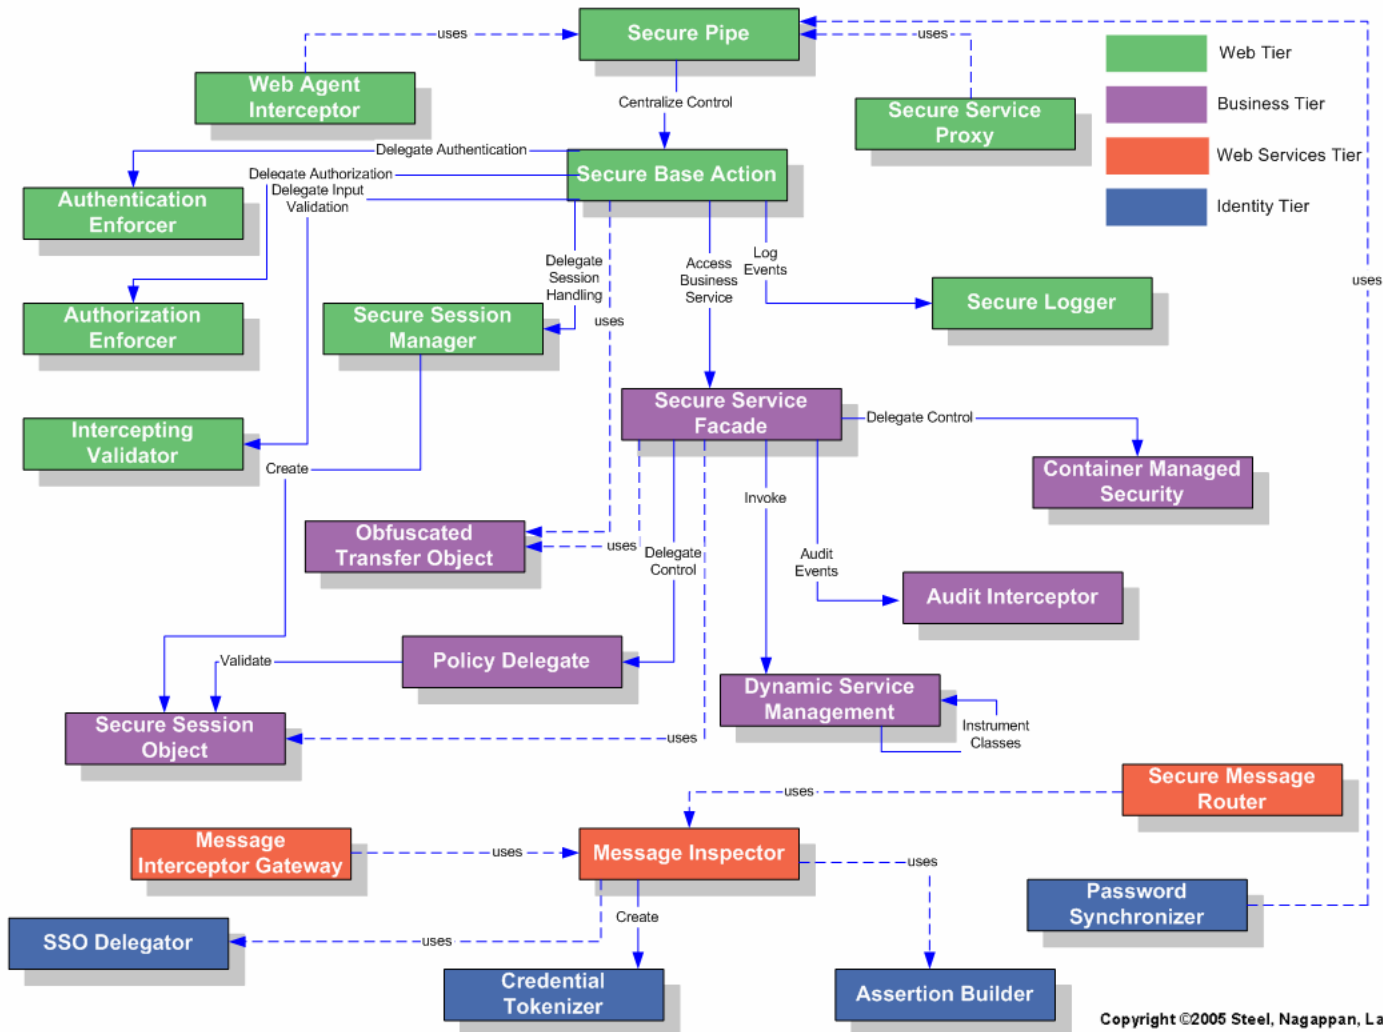 uses
Secure Pipe
uses
Web Tier
Web Agent
Interceptor
Centralize Control
Secure Service
Proxy
Business Tier
Delegate Authentication
Web Services Tier
Delegate Authorization
Secure Base Action
Delegate Input
Validation
Authentication
Enforcer
Identity Tier
Delegate
Session
Handling
Access
Business
Service
Log
Events
uses
Secure Logger
Authorization
Enforcer
Secure Session
Manager
uses
Secure Service
Facade
Delegate Control
Intercepting
Validator
Create
Container Managed
Security
Invoke
Obfuscated
Transfer Object
uses
Delegate
Control
Audit
Events
Audit Interceptor
Validate
Policy Delegate
Dynamic Service
Management
Instrument
Classes
Secure Session
Object
uses
Secure Message
Router
uses
Message
Interceptor Gateway
uses
Message Inspector
uses
Password
Synchronizer
Create
SSO Delegator
uses
Credential
Tokenizer
Assertion Builder
Copyright ©2005 Steel, Nagappan, La